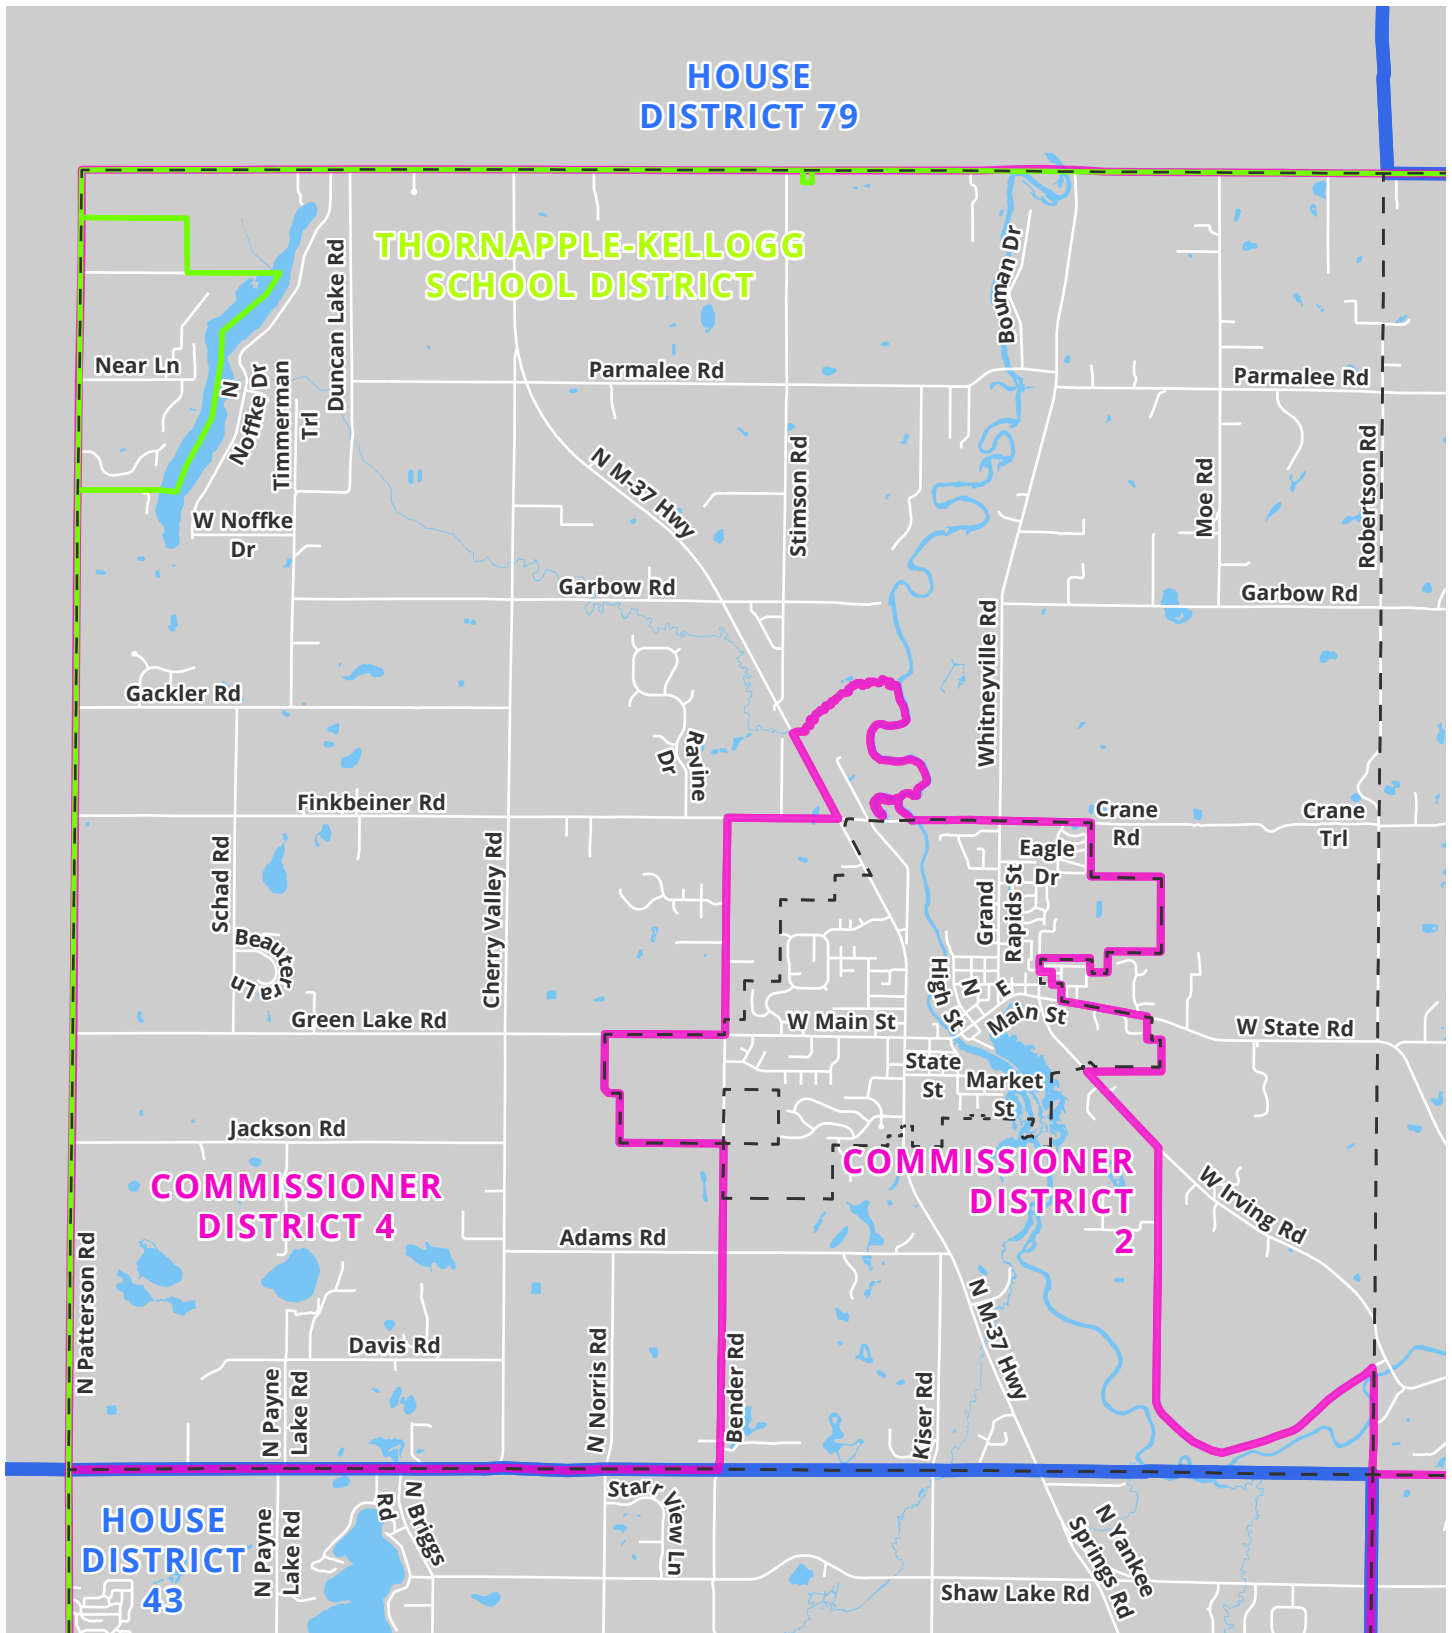 HOUSE
DISTRICT 79
THORNAPPLE-KELLOGG
SCHOOL DISTRICT
Bouman Dr
Duncan Lake Rd
Near Ln
N
Noffke Dr
Timmerman
Trl
Parmalee Rd
Parmalee Rd
N M-37 Hwy
Stimson Rd
Moe Rd
Robertson Rd
W Noffke
Dr
Garbow Rd
Garbow Rd
Whitneyville Rd
Gackler Rd
Ravine
Dr
Finkbeiner Rd
Crane
Rd
Crane
Trl
Schad Rd
Cherry Valley Rd
Eagle
Dr
Grand
Rapids St
Beauterra Ln
High St
N
E
Main St
Green Lake Rd
W Main St
W State Rd
State
St
Market
St
Jackson Rd
COMMISSIONER
DISTRICT 4
COMMISSIONER
DISTRICT
2
W Irving Rd
Adams Rd
N Patterson Rd
N M-37 Hwy
Davis Rd
N Norris Rd
Bender Rd
Kiser Rd
N Payne
Lake Rd
HOUSE
DISTRICT
43
N Payne
Lake Rd
N Briggs
Rd
Starr View Ln
N Yankee
Springs Rd
Shaw Lake Rd